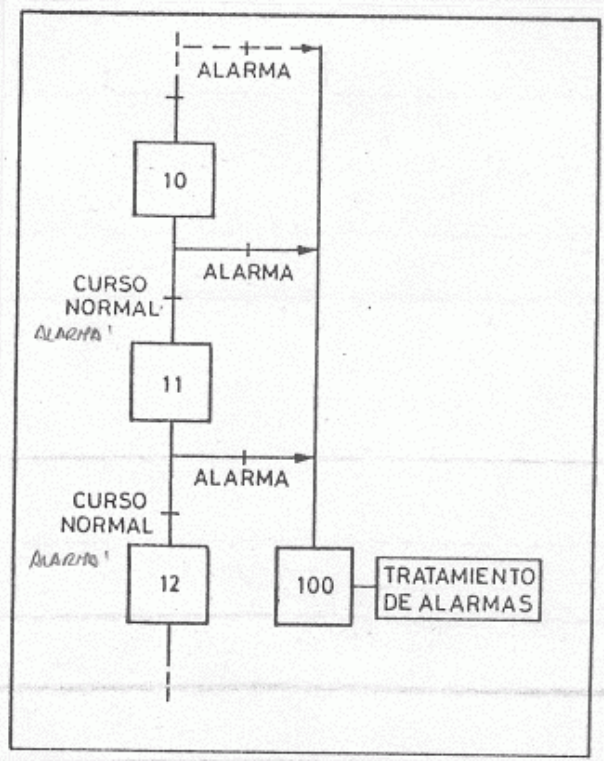 ALARMA
10
ALARMA
CURSO
NORMAL
ALARMA'
11
ALARMA
CURSO
NORMAL
ALARMA'
12
100
TRATAMIENTO
DE ALARMAS